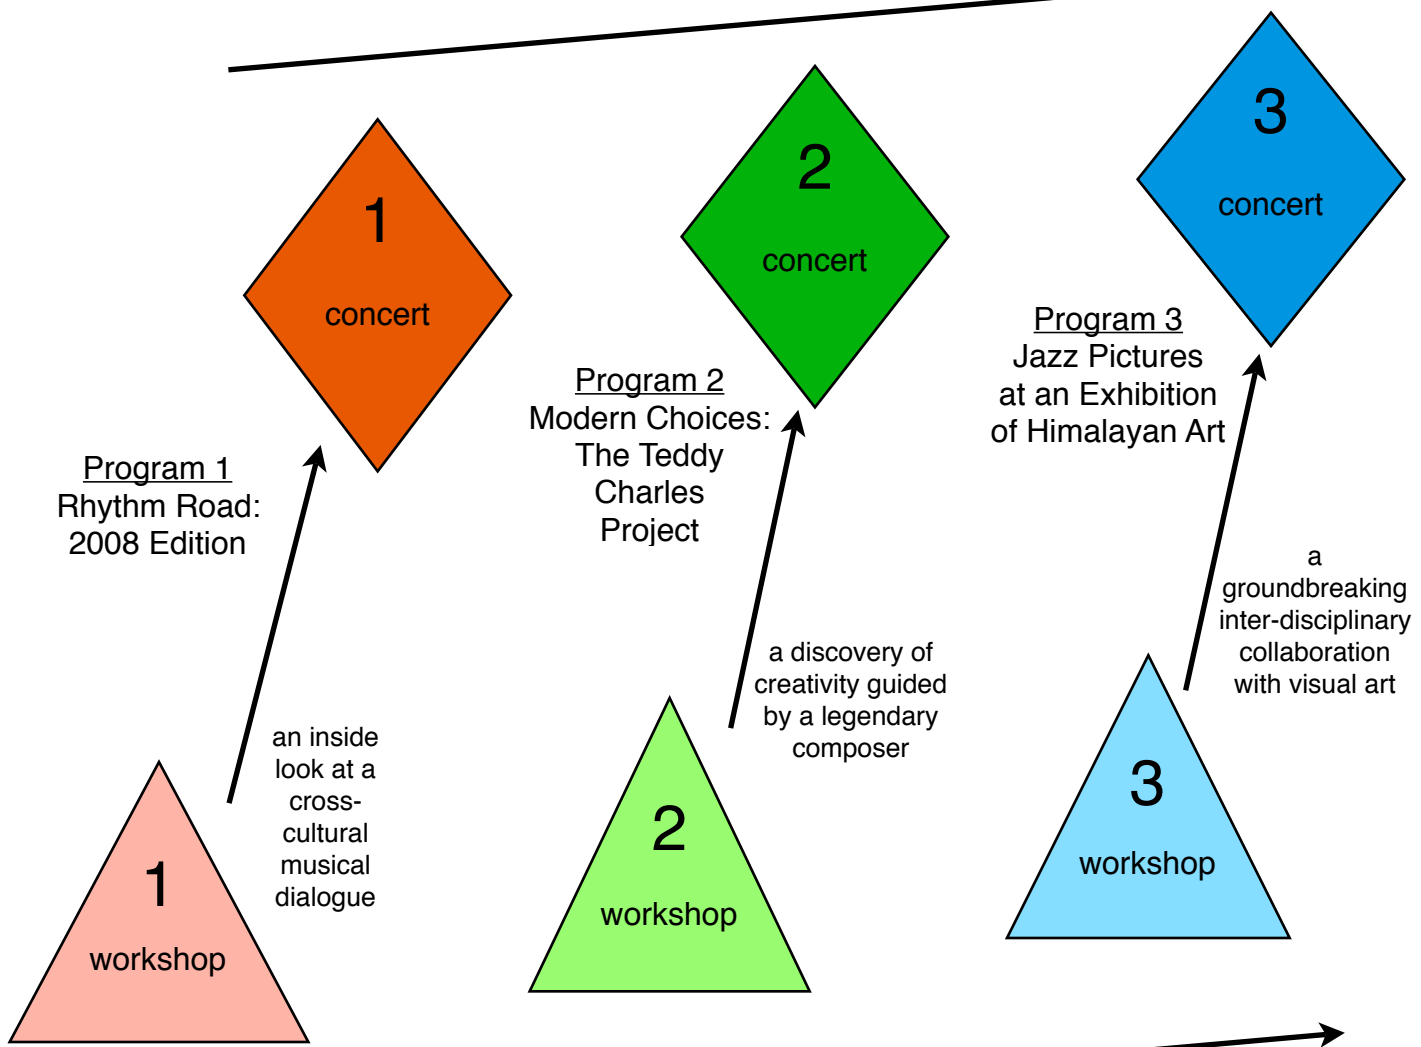 1
concert
2
concert
3
concert
Program 1
Rhythm Road:
2008 Edition
Program 2
Modern Choices:
The Teddy
Charles
Project
Program 3
Jazz Pictures
at an Exhibition
of Himalayan Art
an inside
look at a
cross-
cultural
musical
dialogue
a discovery of
creativity guided
by a legendary
composer
a
groundbreaking
inter-disciplinary
collaboration
with visual art
1
workshop
2
workshop
3
workshop